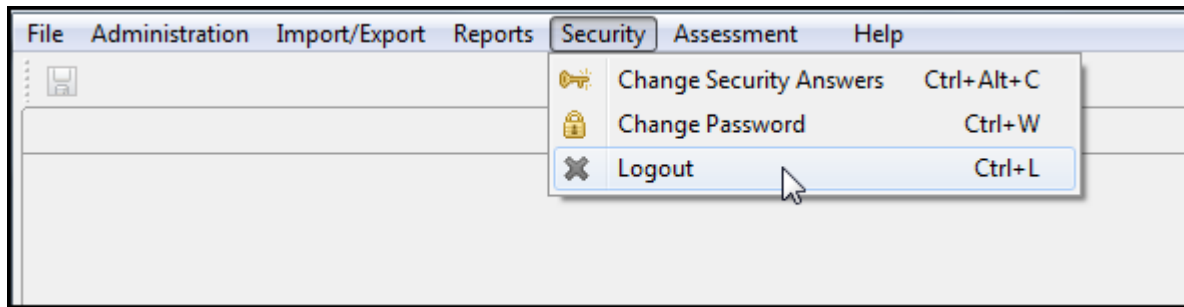 File Administration Import/Export Reports Security Assessment Help
Change Security Answers Ctrl+Alt+C
Change Password Ctrl+W
Logout Ctrl+L